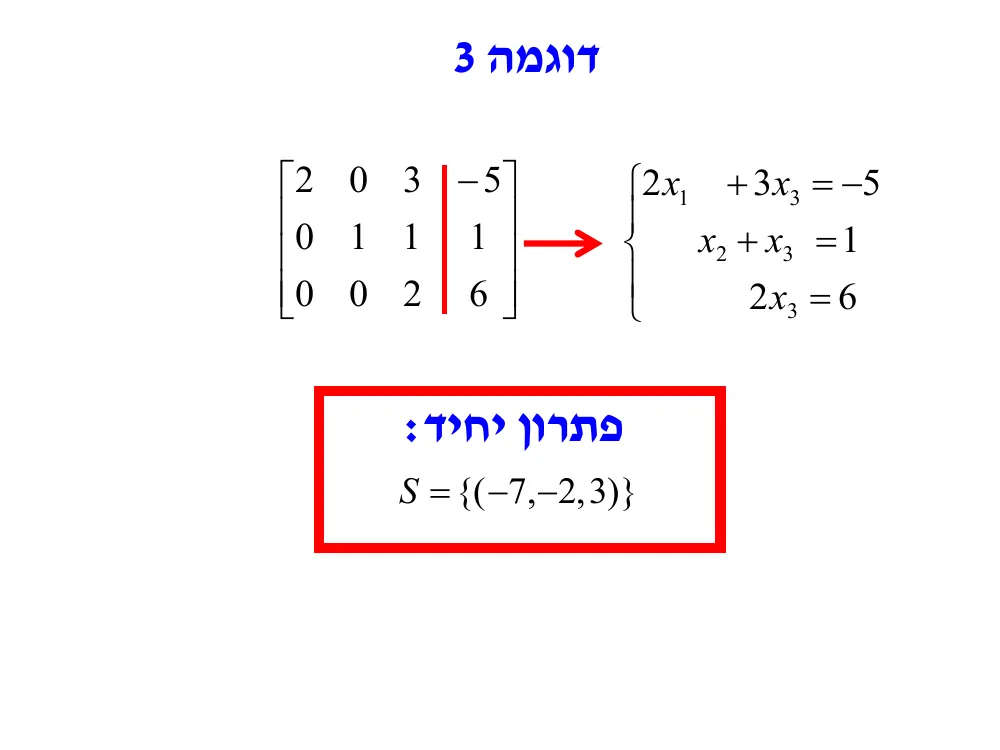 דוגמה 3
2 0 3 −5
0 1 1 1
0 0 2 6
2x₁ + 3x₃ = −5
x₂ + x₃ = 1
2x₃ = 6
פתרון יחיד:
S = {(−7,−2,3)}